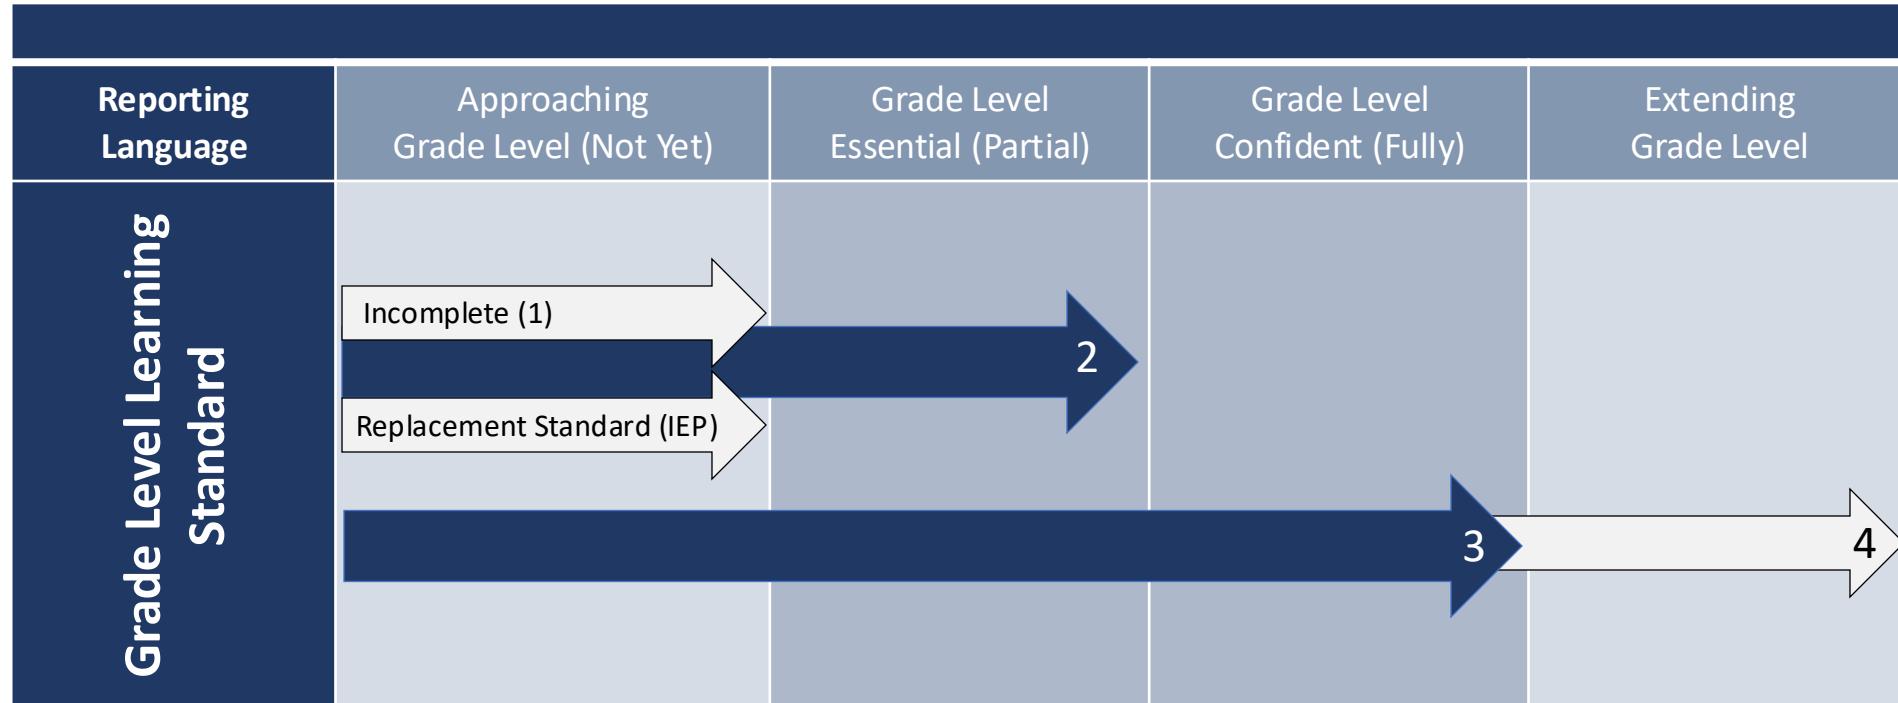 Reporting
Language
Approaching
Grade Level (Not Yet)
Grade Level
Essential (Partial)
Grade Level
Confident (Fully)
Extending
Grade Level
Grade Level Learning
Standard
Incomplete (1)
2
Replacement Standard (IEP)
3
4